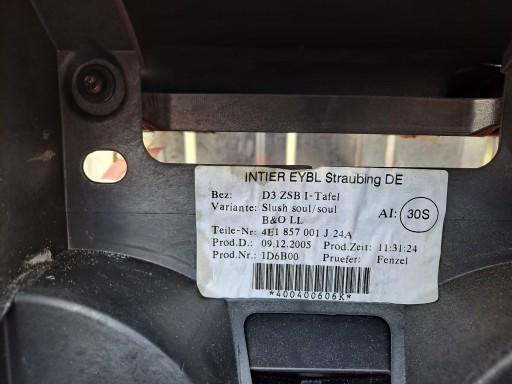 INTIER EYBL Straubing DE
Bez: D3 ZSB I-Tafel
Variante: Slush soul/soul
B&O LL
AI: 30S
Teile-Nr: 4E1 857 001 J 24A
Prod.D.: 09.12.2005 Prod.Zeit: 11:31:24
Prod.Nr.: 1D6B00 Pruefer: Fenzel
*400400606K*